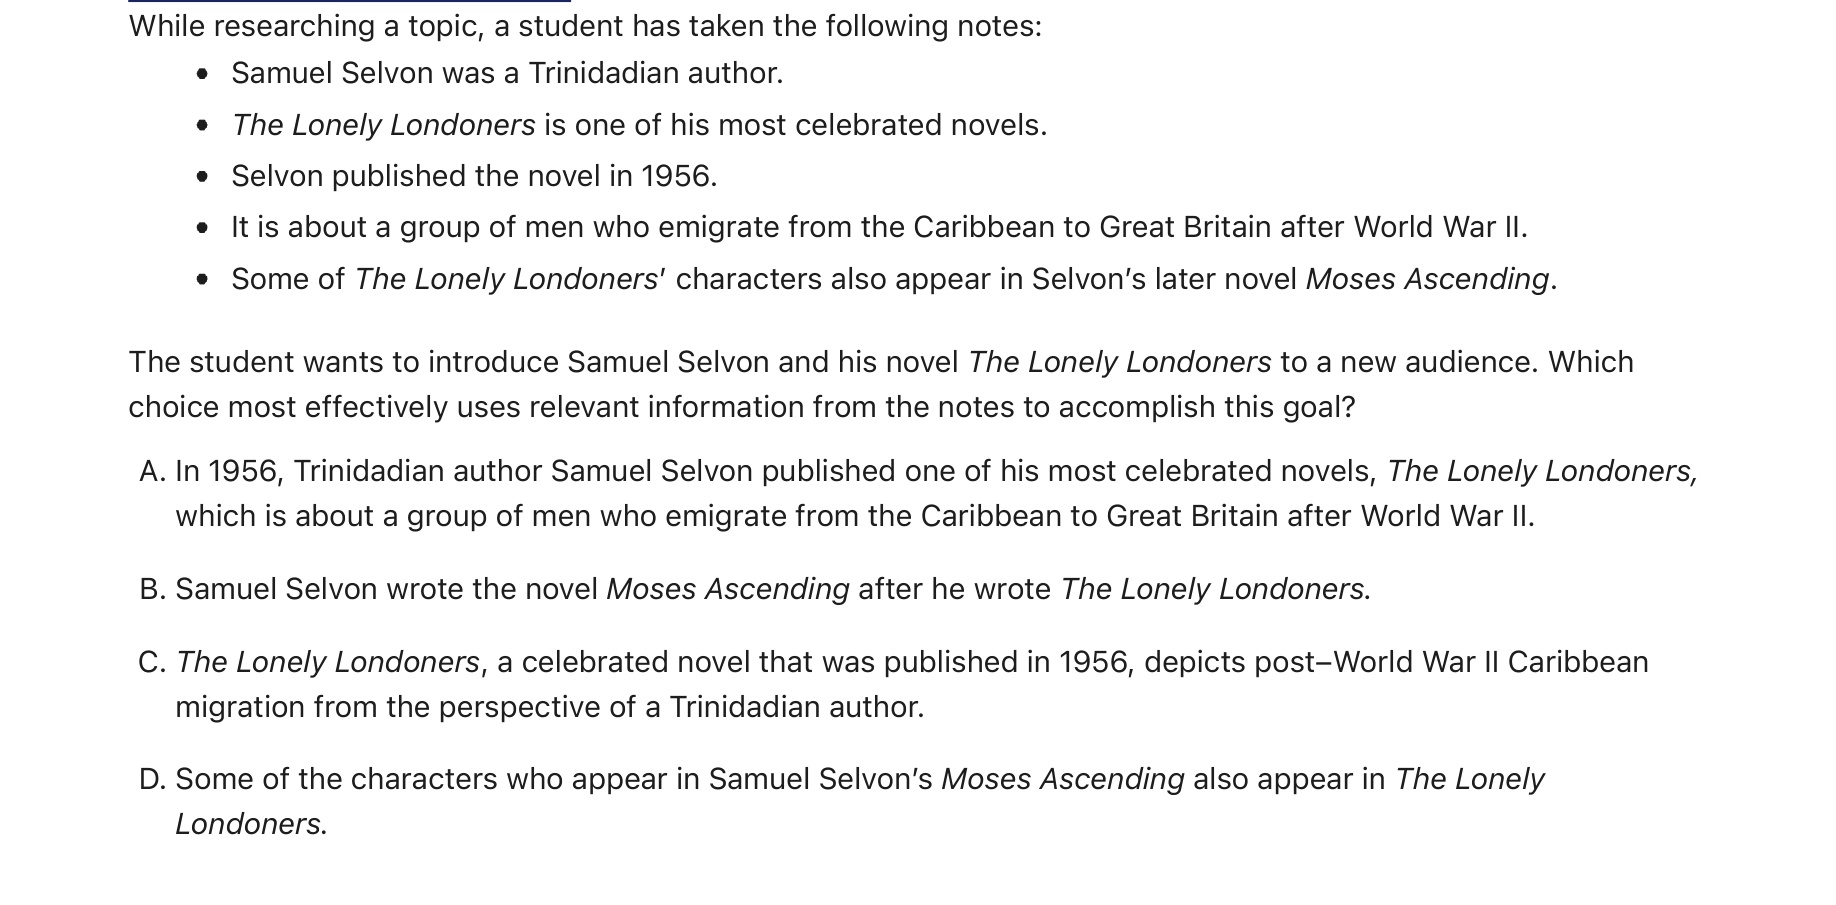 While researching a topic, a student has taken the following notes:
• Samuel Selvon was a Trinidadian author.
• The Lonely Londoners is one of his most celebrated novels.
• Selvon published the novel in 1956.
• It is about a group of men who emigrate from the Caribbean to Great Britain after World War II.
• Some of The Lonely Londoners’ characters also appear in Selvon’s later novel Moses Ascending.
The student wants to introduce Samuel Selvon and his novel The Lonely Londoners to a new audience. Which
choice most effectively uses relevant information from the notes to accomplish this goal?
A. In 1956, Trinidadian author Samuel Selvon published one of his most celebrated novels, The Lonely Londoners,
which is about a group of men who emigrate from the Caribbean to Great Britain after World War II.
B. Samuel Selvon wrote the novel Moses Ascending after he wrote The Lonely Londoners.
C. The Lonely Londoners, a celebrated novel that was published in 1956, depicts post–World War II Caribbean
migration from the perspective of a Trinidadian author.
D. Some of the characters who appear in Samuel Selvon’s Moses Ascending also appear in The Lonely
Londoners.